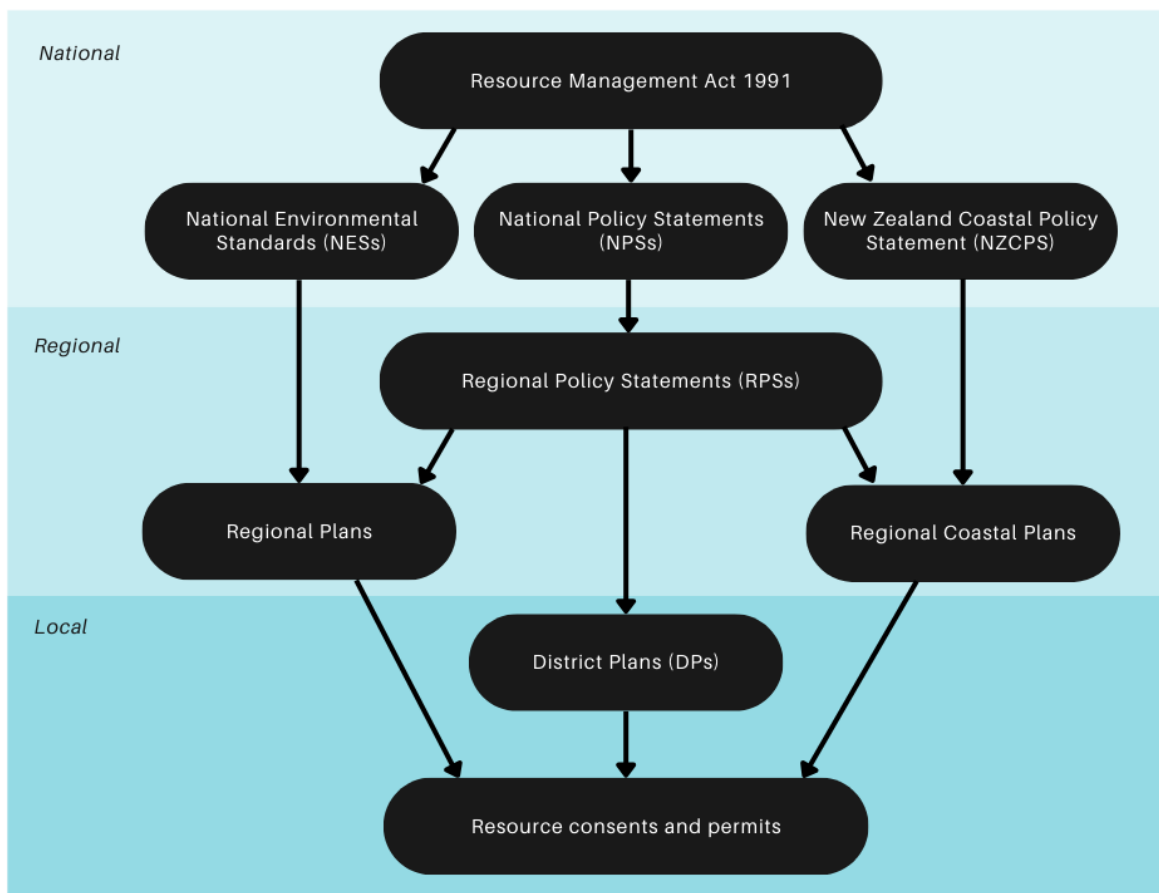 National
Resource Management Act 1991
National Environmental
Standards (NESs)
National Policy Statements
(NPSs)
New Zealand Coastal Policy
Statement (NZCPS)
Regional
Regional Policy Statements (RPSs)
Regional Plans
Regional Coastal Plans
Local
District Plans (DPs)
Resource consents and permits